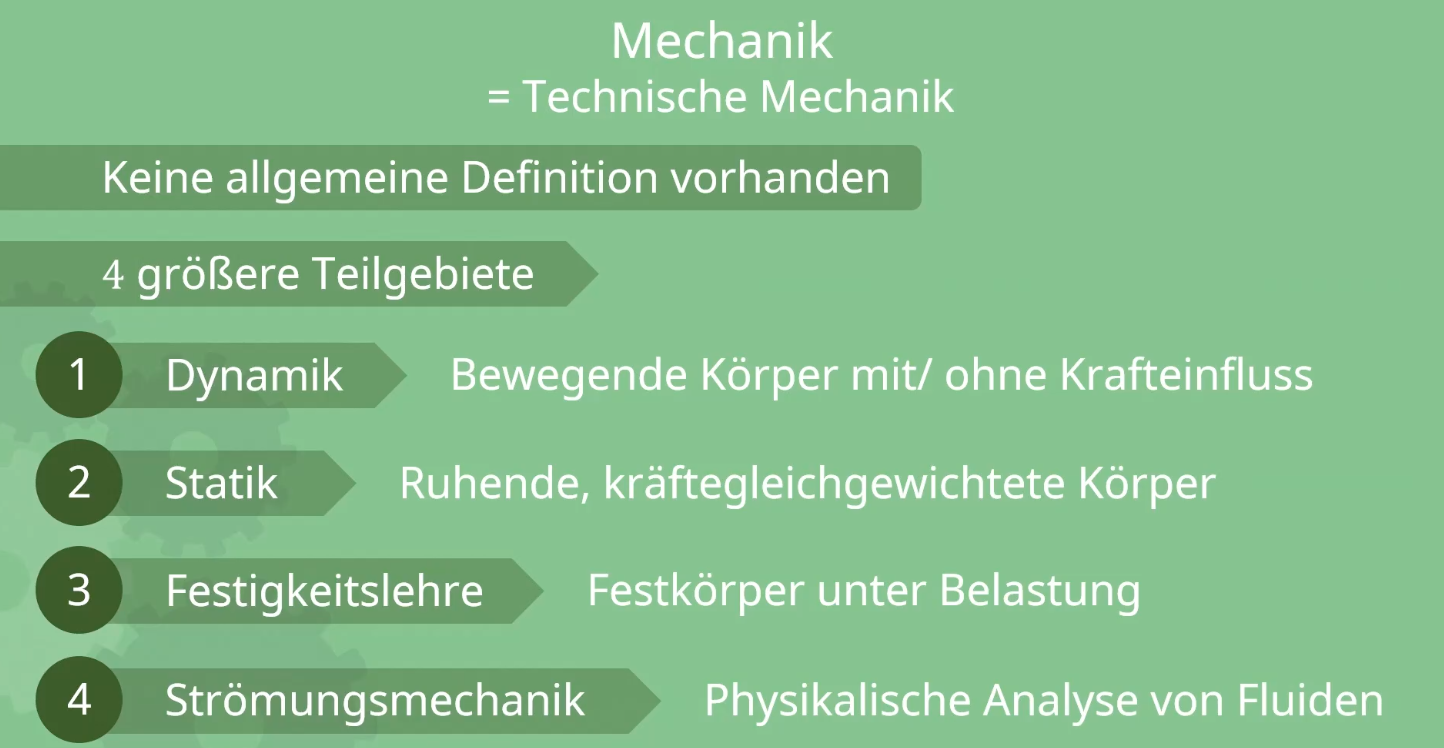 Mechanik
= Technische Mechanik
Keine allgemeine Definition vorhanden
4 größere Teilgebiete
1 Dynamik Bewegende Körper mit/ ohne Krafteinfluss
2 Statik Ruhende, kräftegleichgewichtete Körper
3 Festigkeitslehre Festkörper unter Belastung
4 Strömungsmechanik Physikalische Analyse von Fluiden